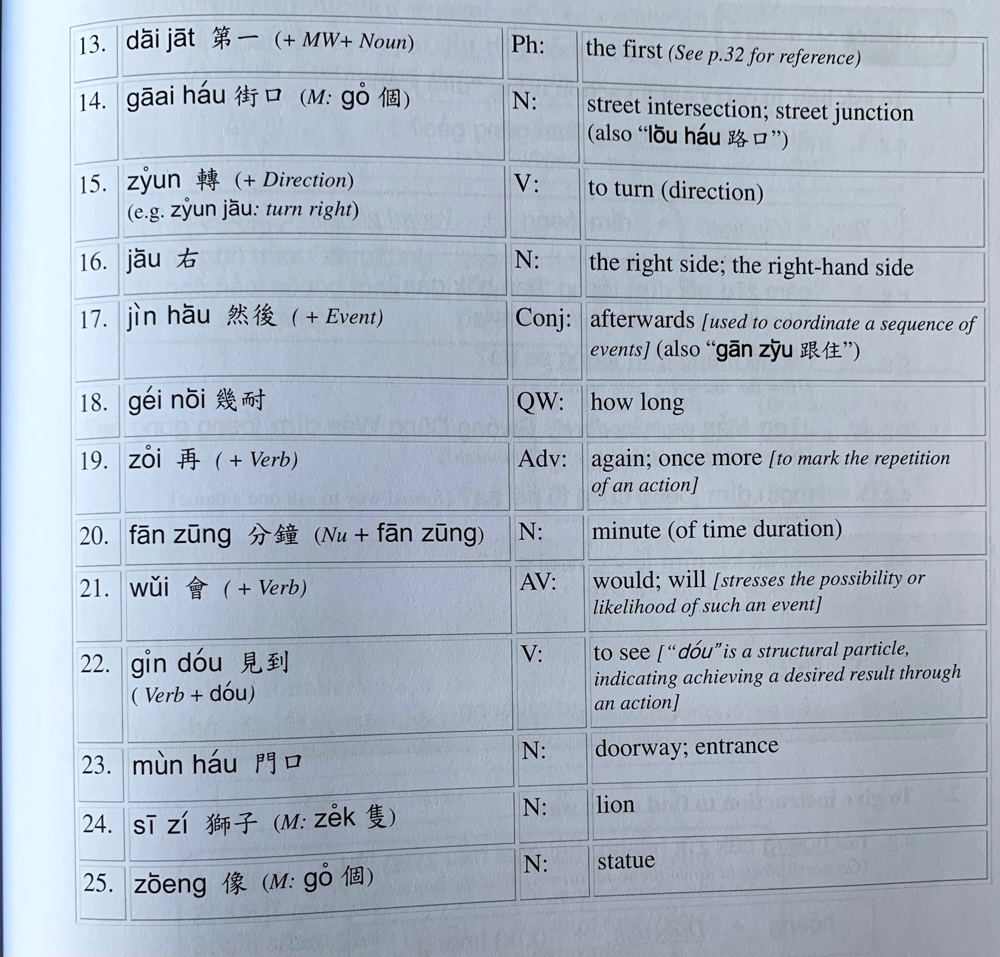 13. dāi jāt 第一 (+ MW+ Noun) Ph: the first (See p.32 for reference)
14. gāai háu 街口 (M: go̊ 個) N: street intersection; street junction
(also “lōu háu 路口”)
15. zẙun 轉 (+ Direction) V: to turn (direction)
(e.g. zẙun jāu: turn right)
16. jāu 右 N: the right side; the right-hand side
17. jìn hāu 然後 ( + Event) Conj: afterwards [used to coordinate a sequence of
events] (also “gān zȳu 跟住”)
18. géi nōi 幾耐 QW: how long
19. zo̊i 再 ( + Verb) Adv: again; once more [to mark the repetition
of an action]
20. fān zūng 分鐘 (Nu + fān zūng) N: minute (of time duration)
21. wǔi 會 ( + Verb) AV: would; will [stresses the possibility or
likelihood of such an event]
22. gi̊n dóu 見到 V: to see [“dóu” is a structural particle,
( Verb + dóu) indicating achieving a desired result through
an action]
23. mùn háu 門口 N: doorway; entrance
24. sī zí 獅子 (M: ze̊k 隻) N: lion
25. zōeng 像 (M: go̊ 個) N: statue